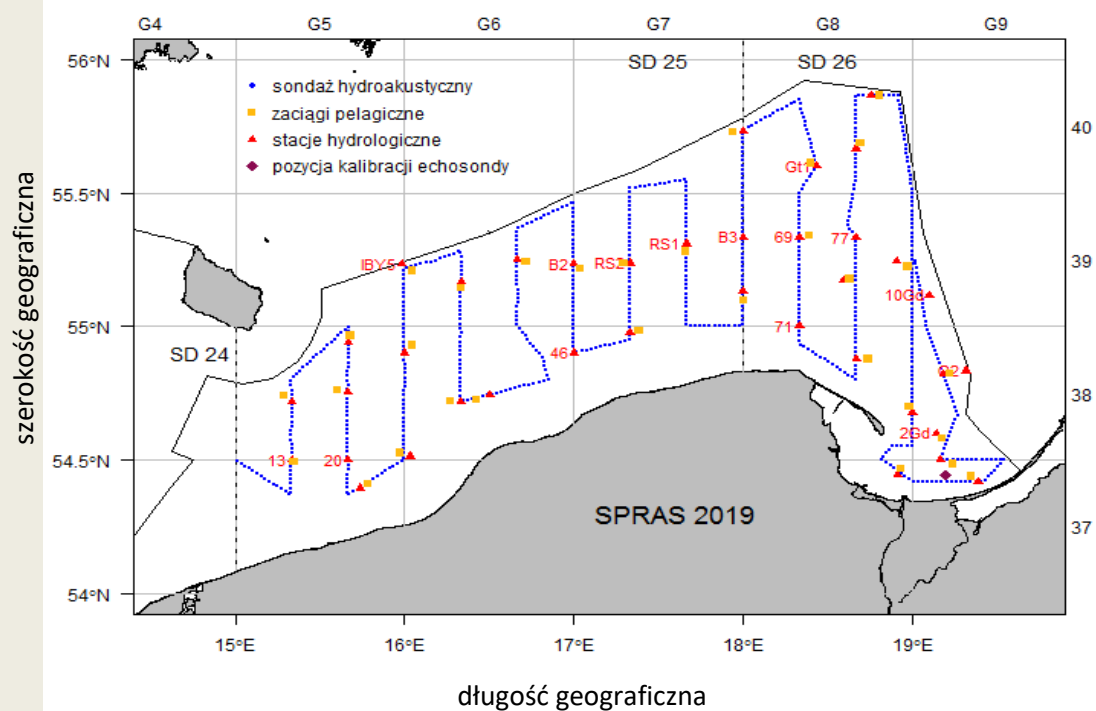 G4 G5 G6 G7 G8 G9
56°N
SD 25 SD 26
sondaż hydroakustyczny
zaciągi pelagiczne
stacje hydrologiczne
pozycja kalibracji echosondy
40
Gt1
55.5°N
szerokość geograficzna
IBY5 B2 RS2 RS1 B3 69 77
39
10Gd
55°N
71
46
SD 24
G2
38
2Gd
54.5°N
13 20
SPRAS 2019
37
54°N
15°E 16°E 17°E 18°E 19°E
długość geograficzna